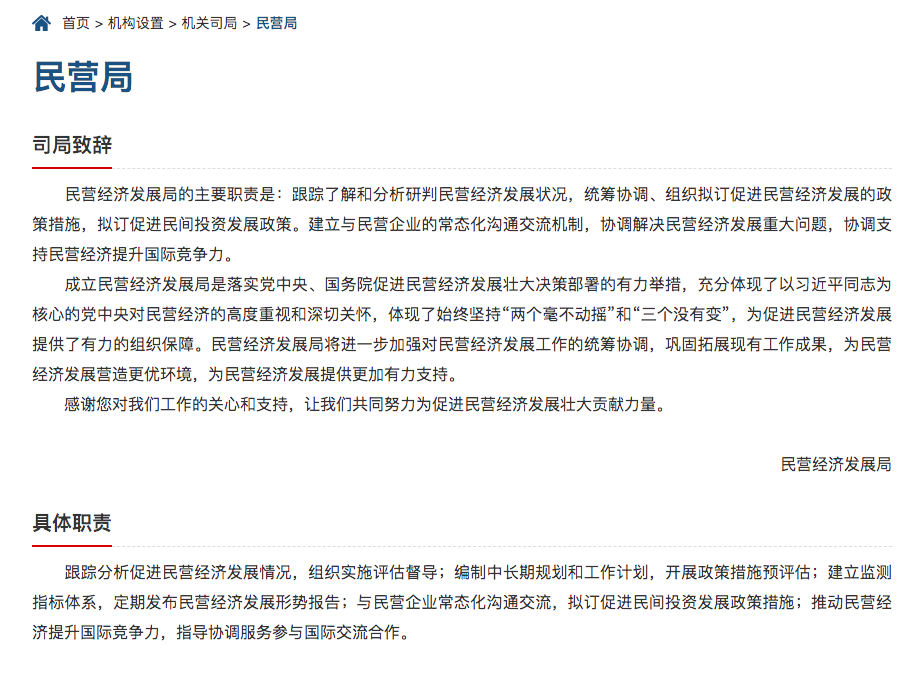 首页 > 机构设置 > 机关司局 > 民营局
民营局
司局致辞
民营经济发展局的主要职责是：跟踪了解和分析研判民营经济发展状况，统筹协调、组织拟订促进民营经济发展的政
策措施，拟订促进民间投资发展政策。建立与民营企业的常态化沟通交流机制，协调解决民营经济发展重大问题，协调支
持民营经济提升国际竞争力。
成立民营经济发展局是落实党中央、国务院促进民营经济发展壮大决策部署的有力举措，充分体现了以习近平同志为
核心的党中央对民营经济的高度重视和深切关怀，体现了始终坚持“两个毫不动摇”和“三个没有变”，为促进民营经济发展
提供了有力的组织保障。民营经济发展局将进一步加强对民营经济发展工作的统筹协调，巩固拓展现有工作成果，为民营
经济发展营造更优环境，为民营经济发展提供更加有力支持。
感谢您对我们工作的关心和支持，让我们共同努力为促进民营经济发展壮大贡献力量。
民营经济发展局
具体职责
跟踪分析促进民营经济发展情况，组织实施评估督导；编制中长期规划和工作计划，开展政策措施预评估；建立监测
指标体系，定期发布民营经济发展形势报告；与民营企业常态化沟通交流，拟订促进民间投资发展政策措施；推动民营经
济提升国际竞争力，指导协调服务参与国际交流合作。